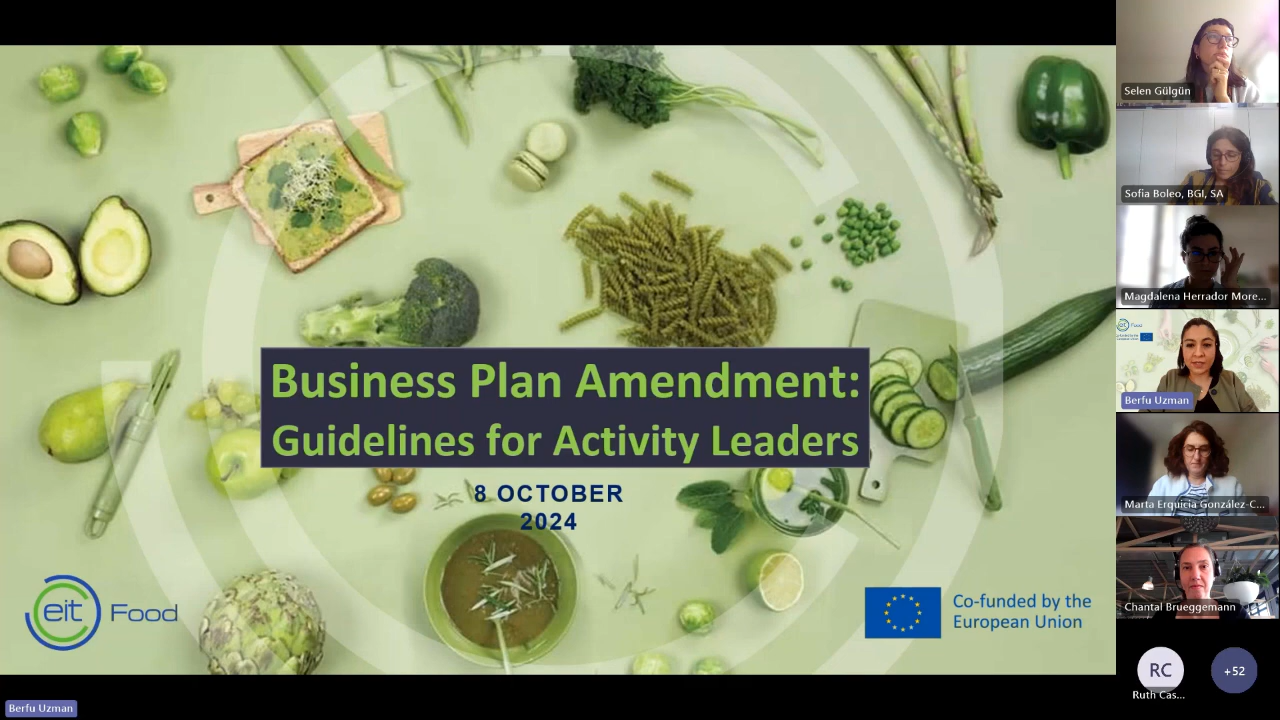 Business Plan Amendment:
Guidelines for Activity Leaders
8 OCTOBER
2024
eit Food
Co-funded by the
European Union
Berfu Uzman
Selen Gülgün
Sofia Boleo, BGI, SA
Magdalena Herrador More...
eit Food
Berfu Uzman
Marta Erquicia González-C...
Chantal Brueggemann
RC
Ruth Cas...
+52